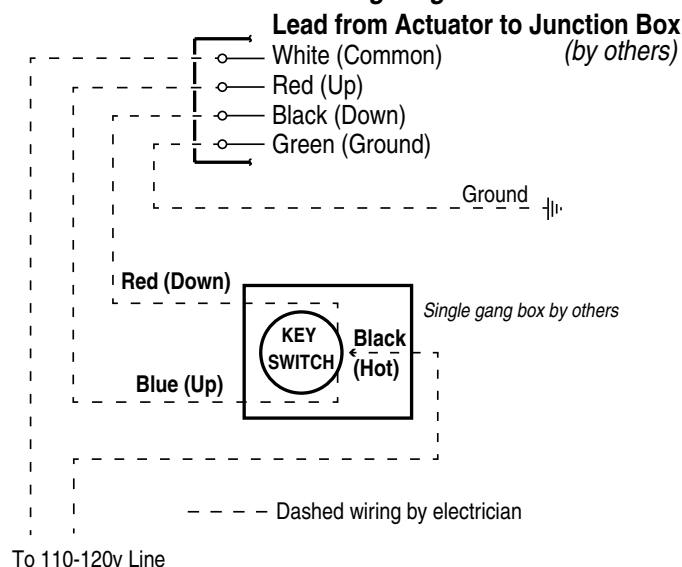 Lead from Actuator to Junction Box
(by others)
White (Common)
Red (Up)
Black (Down)
Green (Ground)
Ground
Red (Down)
Single gang box by others
KEY
SWITCH
Black
(Hot)
Blue (Up)
Dashed wiring by electrician
To 110-120v Line